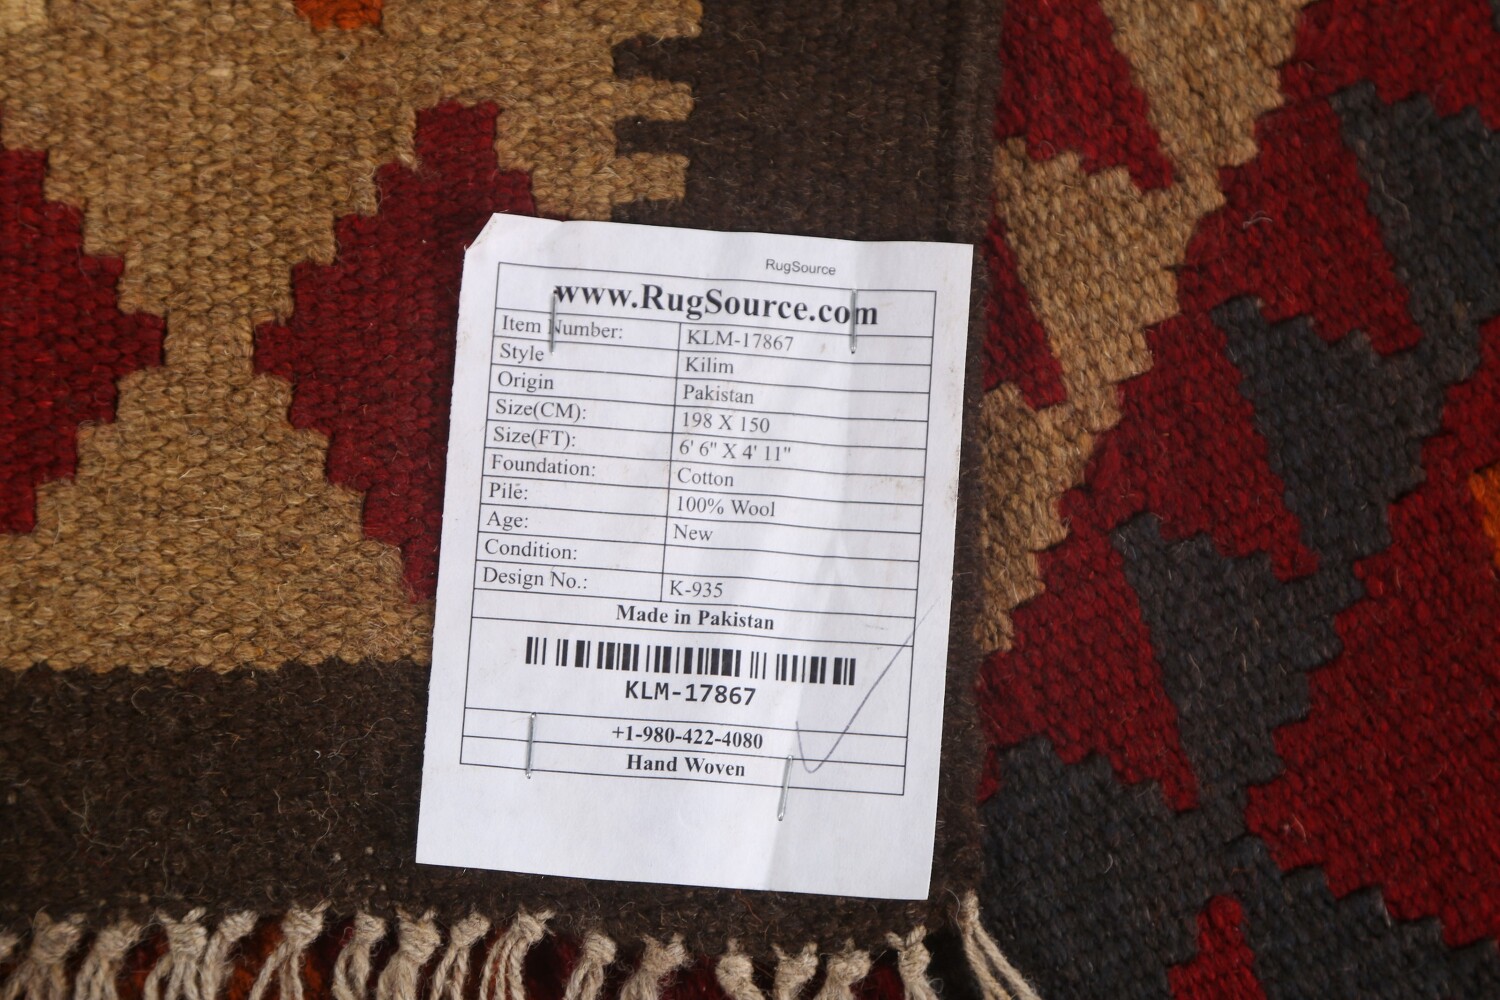 RugSource
www.RugSource.com
Item Number: KLM-17867
Style Kilim
Origin Pakistan
Size(CM): 198 X 150
Size(FT): 6' 6" X 4' 11"
Foundation: Cotton
Pile: 100% Wool
Age: New
Condition:
Design No.: K-935
Made in Pakistan
KLM-17867
+1-980-422-4080
Hand Woven